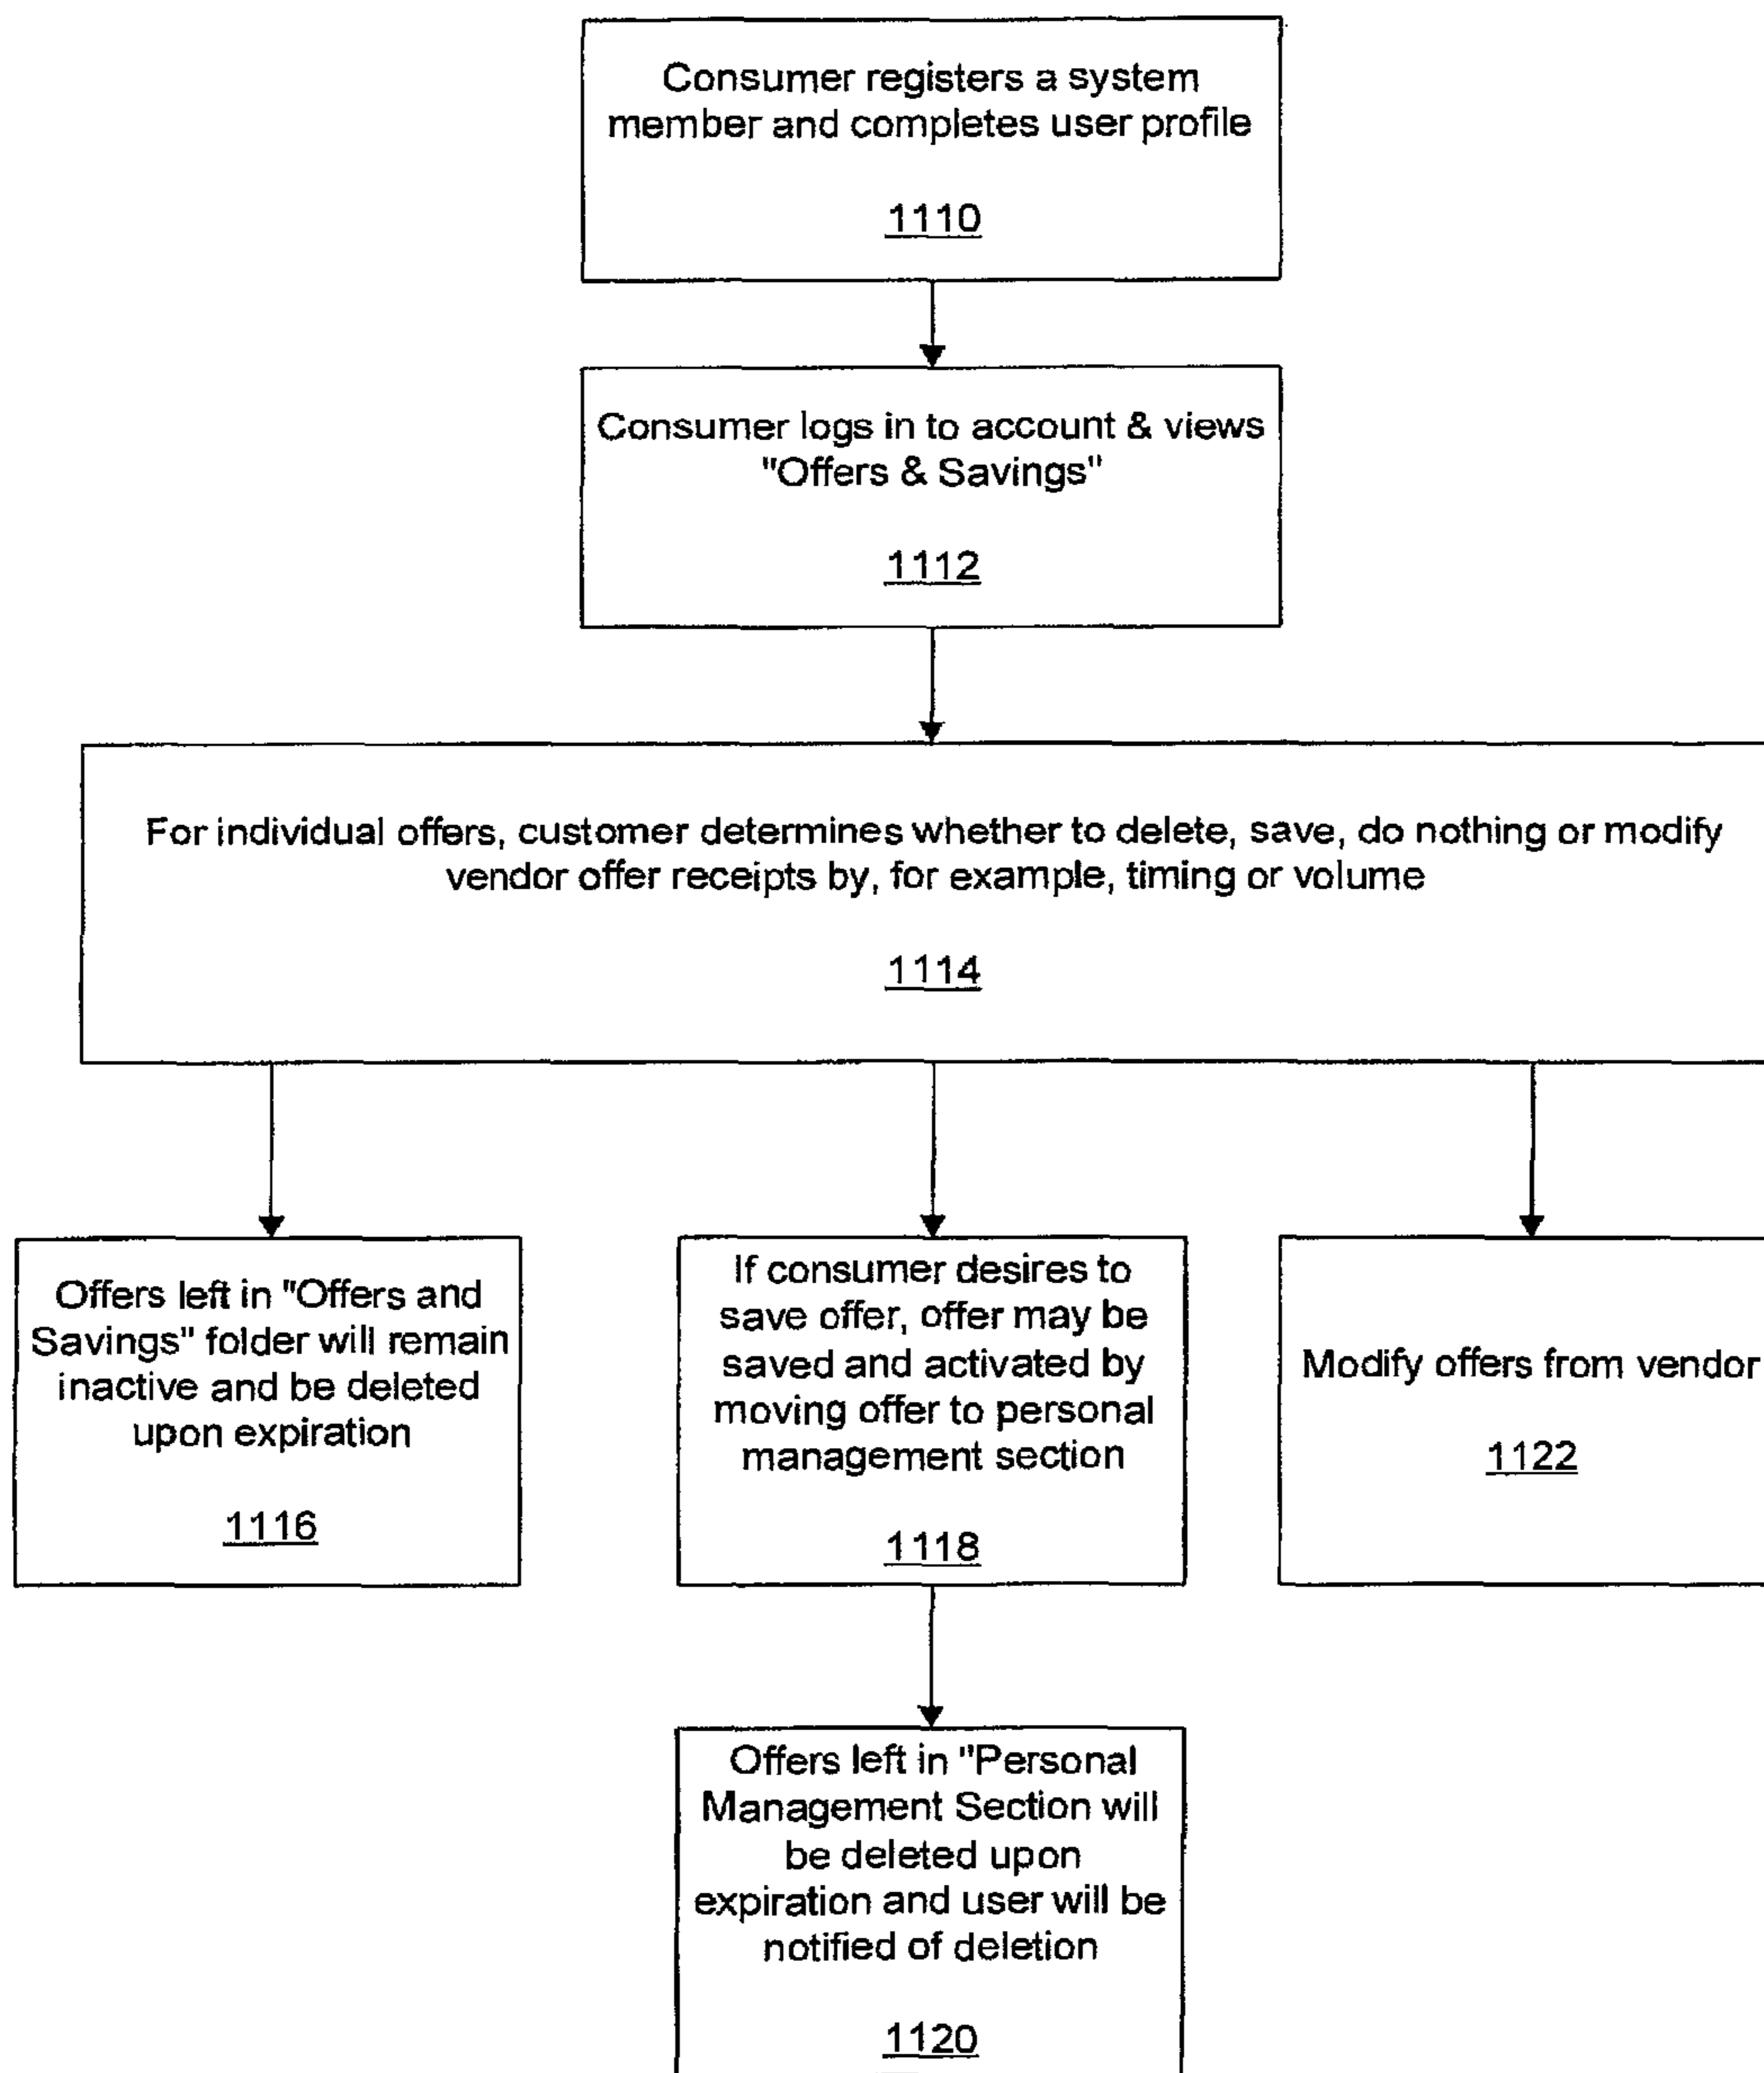 Consumer registers a system
member and completes user profile
1110
Consumer logs in to account & views
"Offers & Savings"
1112
For individual offers, customer determines whether to delete, save, do nothing or modify
vendor offer receipts by, for example, timing or volume
1114
Offers left in "Offers and
Savings" folder will remain
inactive and be deleted
upon expiration
1116
If consumer desires to
save offer, offer may be
saved and activated by
moving offer to personal
management section
1118
Modify offers from vendor
1122
Offers left in "Personal
Management Section will
be deleted upon
expiration and user will be
notified of deletion
1120